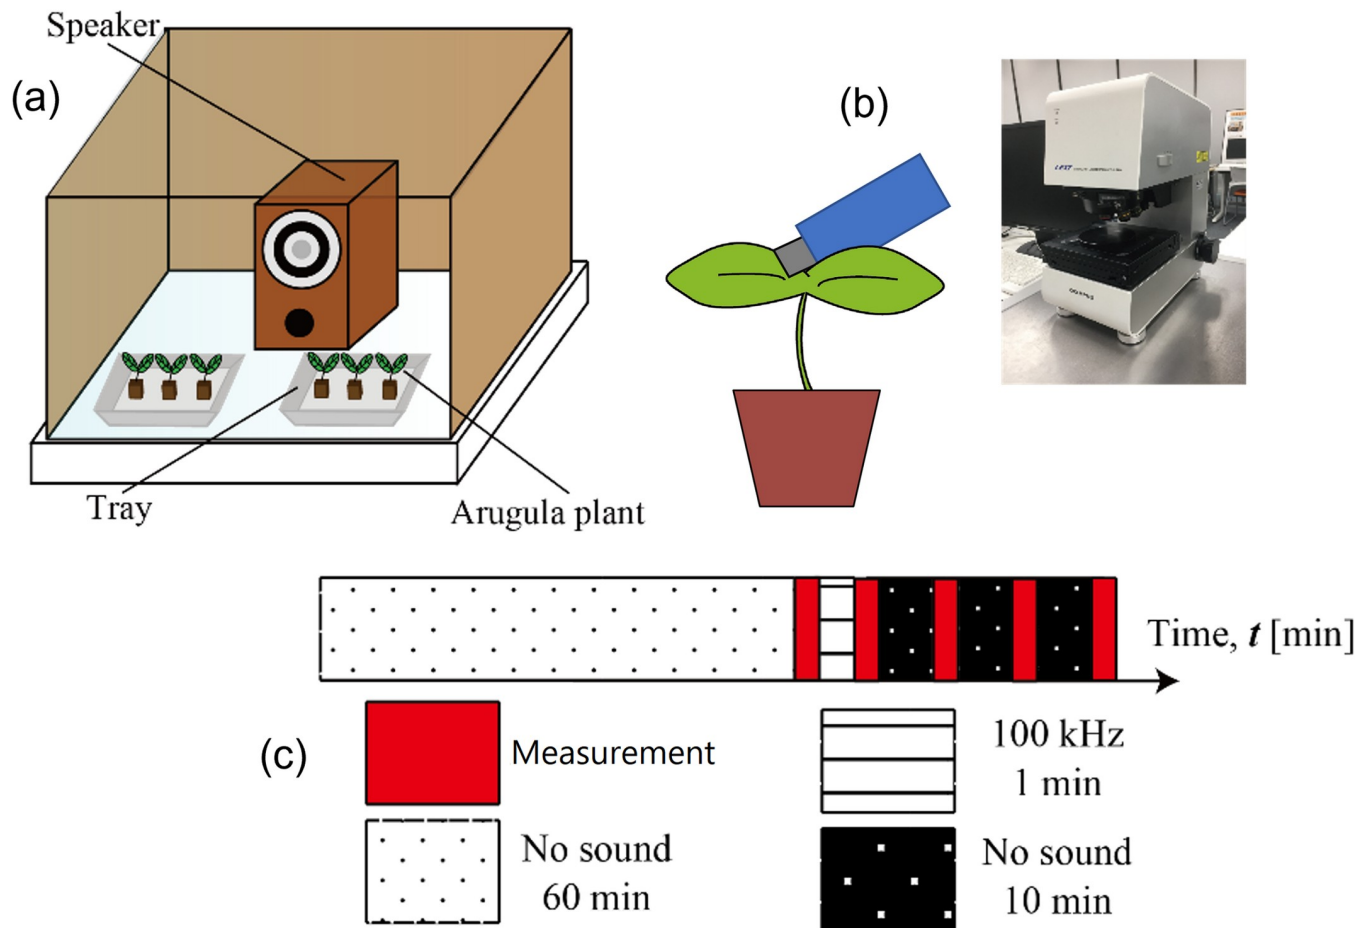 Speaker
(a)
(b)
Tray
Arugula plant
Time, t [min]
(c)
Measurement
100 kHz
1 min
No sound
60 min
No sound
10 min